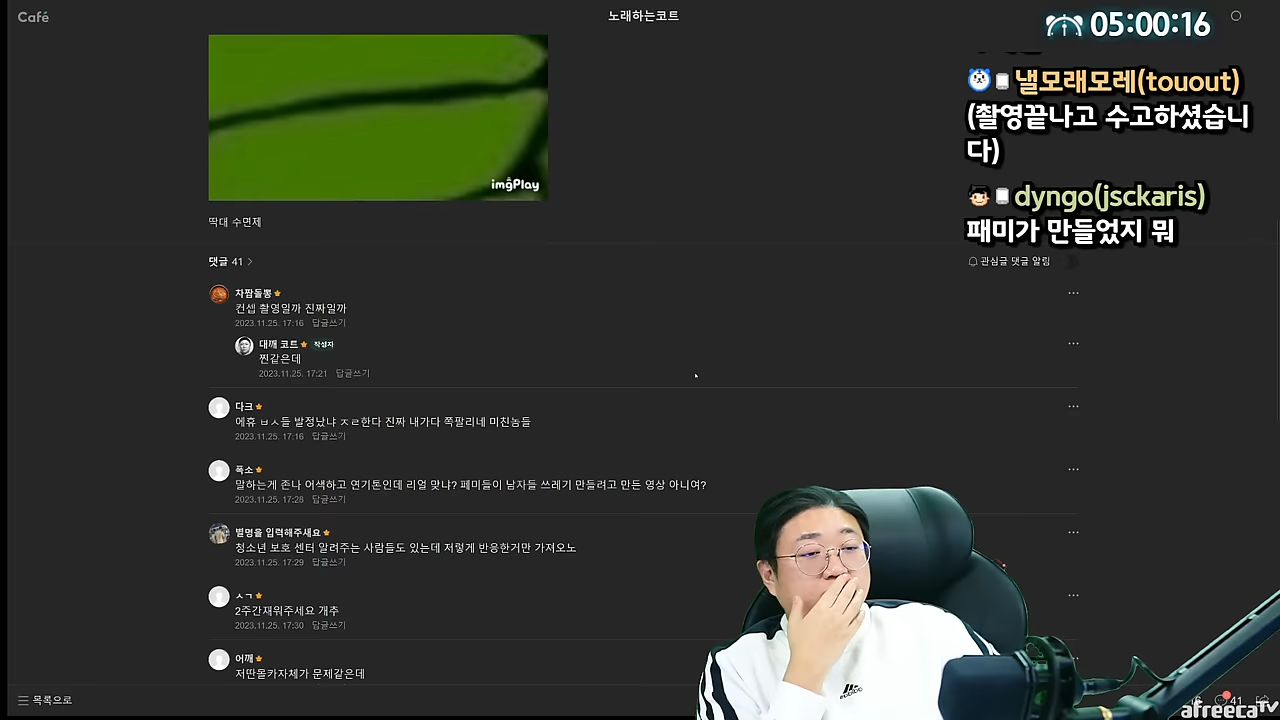 Café
노래하는코트
05:00:16
imgPlay
딱대 수면제
냴모래모레(touout)
(촬영끝나고 수고하셨습니
다)
dyngo(jsckaris)
패미가 만들었지 뭐
댓글 41
관심글 댓글 알림
차짬돌뽕
컨셉 촬영일까 진짜일까
2023.11.25. 17:16 답글쓰기
대깨 코트 작성자
찐같은데
2023.11.25. 17:21 답글쓰기
다크
에휴 ㅂㅅ들 발정났냐 ㅈㄹ한다 진짜 내가다 쪽팔리네 미친놈들
2023.11.25. 17:16 답글쓰기
폭소
말하는게 존나 어색하고 연기톤인데 리얼 맞냐? 페미들이 남자들 쓰레기 만들려고 만든 영상 아니여?
2023.11.25. 17:28 답글쓰기
별명을 입력해주세요
청소년 보호 센터 알려주는 사람들도 있는데 저렇게 반응한거만 가져오노
2023.11.25. 17:29 답글쓰기
ㅅㄱ
2주간재워주세요 개추
2023.11.25. 17:30 답글쓰기
어깨
저딴몰카자체가 문제같은데
목록으로
41
afreecaTV